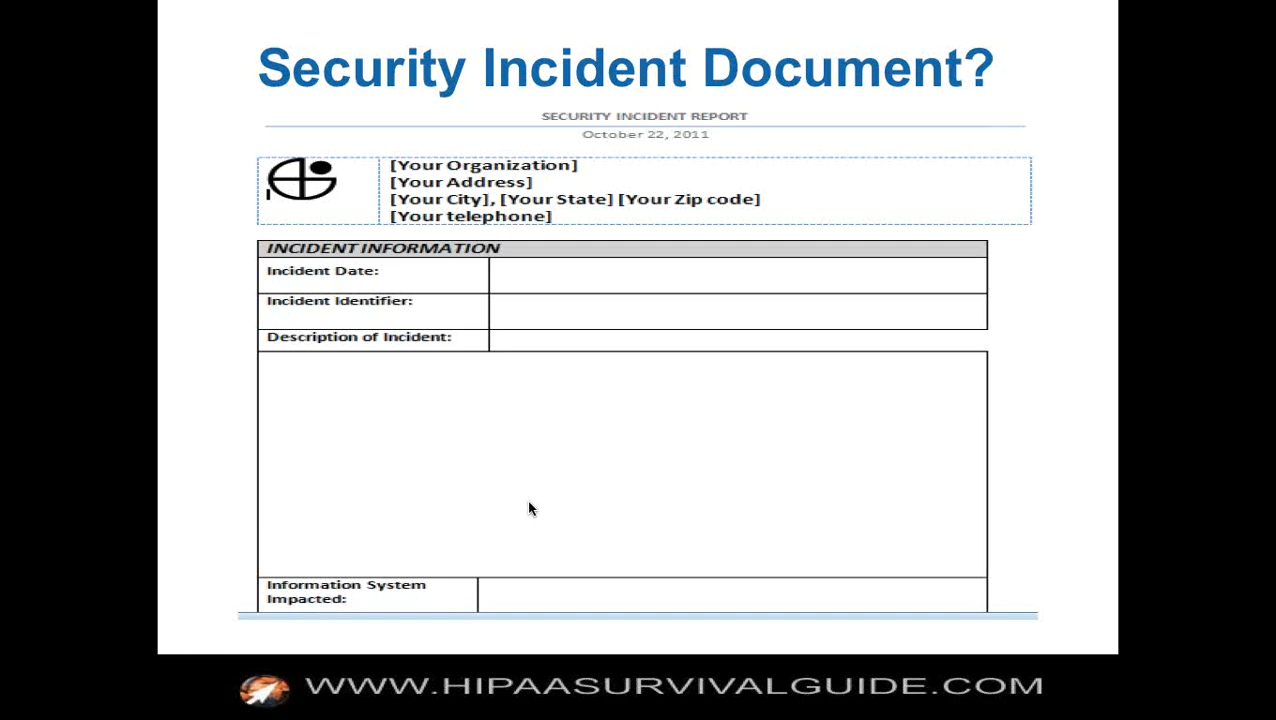 Security Incident Document?
SECURITY INCIDENT REPORT
October 22, 2011
[Your Organization]
[Your Address]
[Your City], [Your State] [Your Zip code]
[Your telephone]
INCIDENT INFORMATION
Incident Date:
Incident Identifier:
Description of Incident:
Information System
Impacted:
WWW.HIPAASURVIVALGUIDE.COM